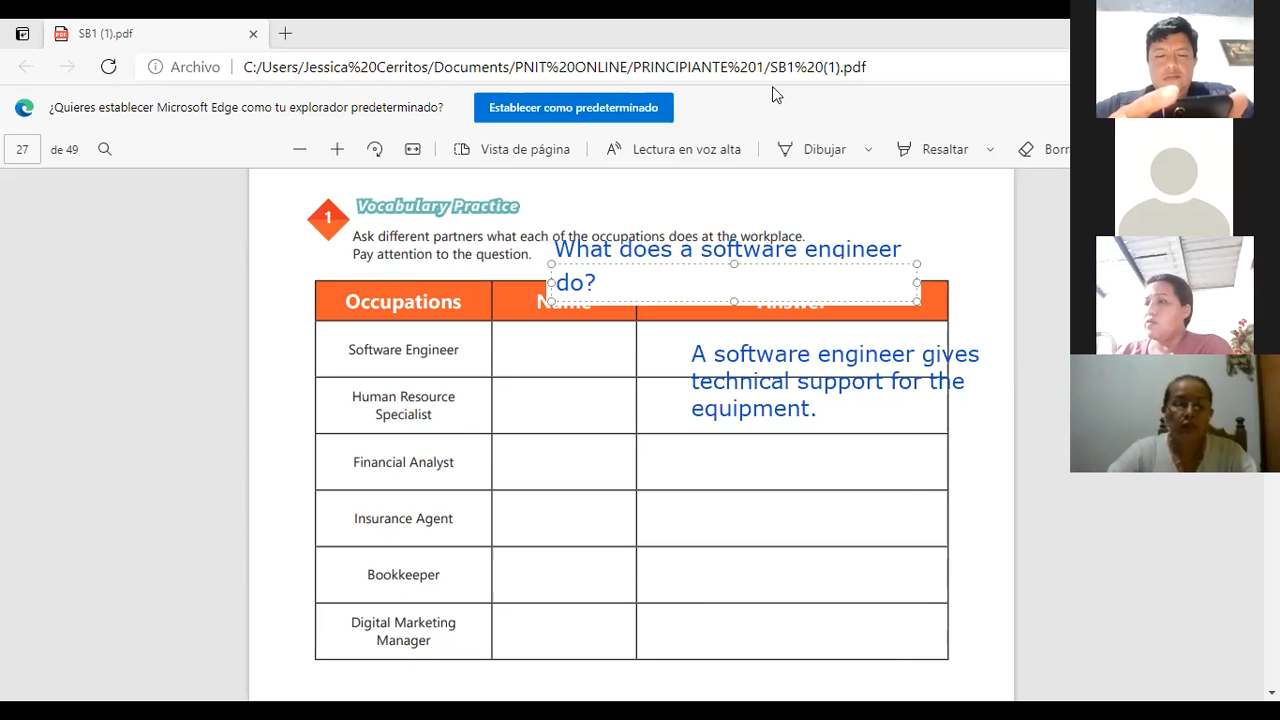 SB1 (1).pdf
Archivo
C:/Users/Jessica%20Cerritos/Documents/PNIT%20ONLINE/PRINCIPIANTE%201/SB1%20(1).pdf
¿Quieres establecer Microsoft Edge como tu explorador predeterminado?
Establecer como predeterminado
27 de 49
Vista de página
Lectura en voz alta
Dibujar
Resaltar
Borr
1
Vocabulary Practice
Ask different partners what each of the occupations does at the workplace.
Pay attention to the question.
What does a software engineer
do?
Occupations
Name
Answer
Software Engineer
A software engineer gives
technical support for the
equipment.
Human Resource
Specialist
Financial Analyst
Insurance Agent
Bookkeeper
Digital Marketing
Manager